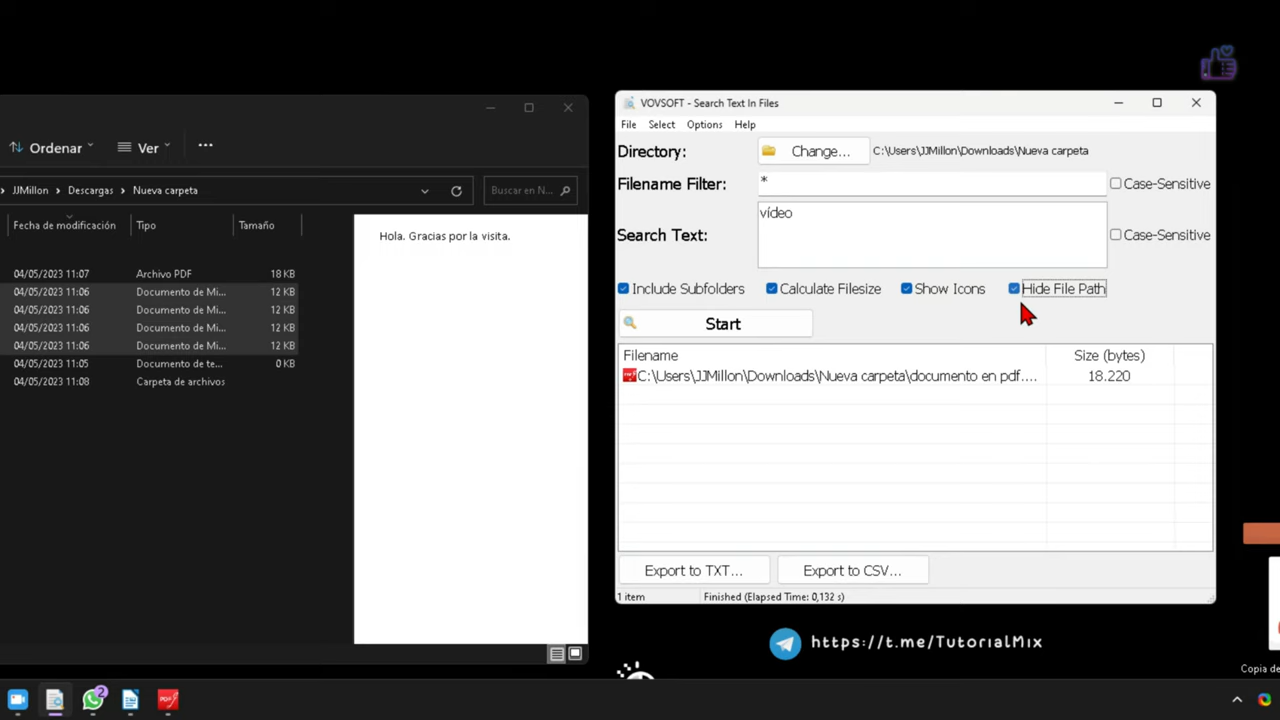 Ordenar
Ver
JJMillon > Descargas > Nueva carpeta
Buscar en N...
Fecha de modificación Tipo Tamaño
04/05/2023 11:07 Archivo PDF 18 KB
04/05/2023 11:06 Documento de Mi... 12 KB
04/05/2023 11:06 Documento de Mi... 12 KB
04/05/2023 11:06 Documento de Mi... 12 KB
04/05/2023 11:06 Documento de Mi... 12 KB
04/05/2023 11:05 Documento de te... 0 KB
04/05/2023 11:08 Carpeta de archivos
Hola. Gracias por la visita.
VOVSOFT - Search Text In Files
File Select Options Help
Directory: Change... C:\Users\JJMillon\Downloads\Nueva carpeta
Filename Filter: * Case-Sensitive
Search Text: vídeo Case-Sensitive
Include Subfolders Calculate Filesize Show Icons Hide File Path
Start
Filename Size (bytes)
C:\Users\JJMillon\Downloads\Nueva carpeta\documento en pdf.... 18.220
Export to TXT... Export to CSV...
1 item Finished (Elapsed Time: 0,132 s)
https://t.me/TutorialMix
Copia de
2